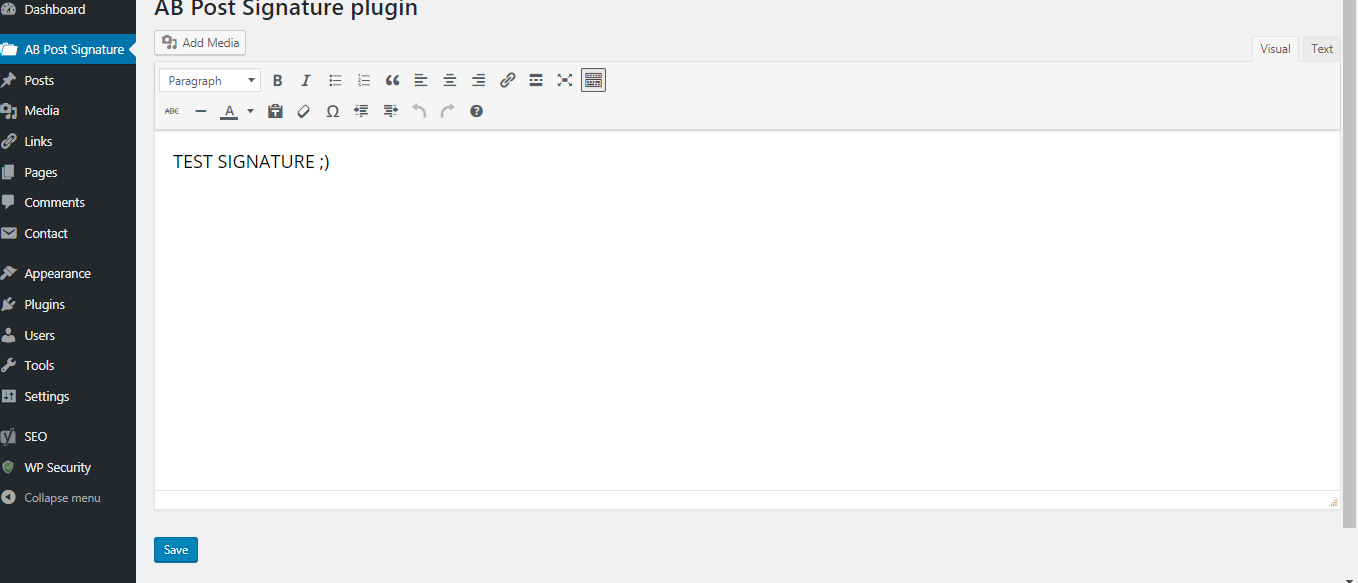 Dashboard
AB Post Signature
Posts
Media
Links
Pages
Comments
Contact
Appearance
Plugins
Users
Tools
Settings
SEO
WP Security
Collapse menu
AB Post Signature plugin
Add Media
Visual Text
Paragraph B I
ABC A Ω
TEST SIGNATURE ;)
Save